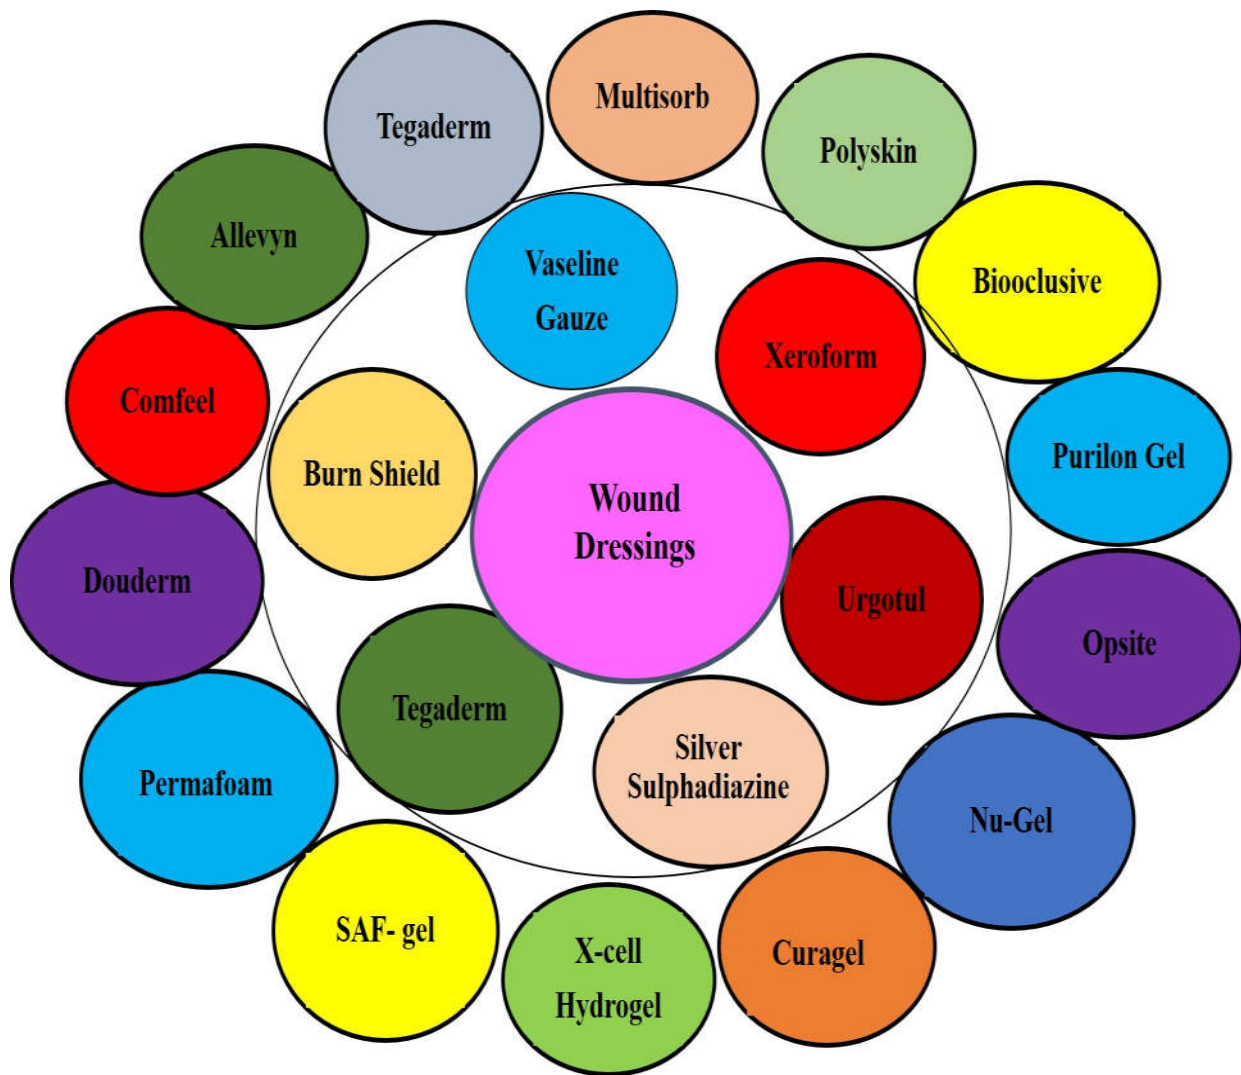 Multisorb
Tegaderm
Polyskin
Allevyn
Vaseline
Gauze
Biooclusive
Xeroform
Comfeel
Burn Shield
Purilon Gel
Wound
Dressings
Douderm
Urgotul
Opsite
Tegaderm
Silver
Sulphadiazine
Permafoam
Nu-Gel
SAF- gel
X-cell
Hydrogel
Curagel